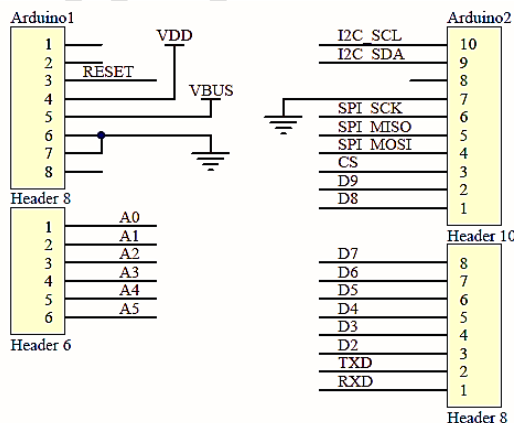 Arduino1
1
2
RESET
3
VDD
4
VBUS
5
6
7
8
Header 8
1 A0
2 A1
3 A2
4 A3
5 A4
6 A5
Header 6
Arduino2
I2C_SCL 10
I2C_SDA 9
8
7
SPI_SCK 6
SPI_MISO 5
SPI_MOSI 4
CS 3
D9 2
D8 1
Header 10
D7 8
D6 7
D5 6
D4 5
D3 4
D2 3
TXD 2
RXD 1
Header 8